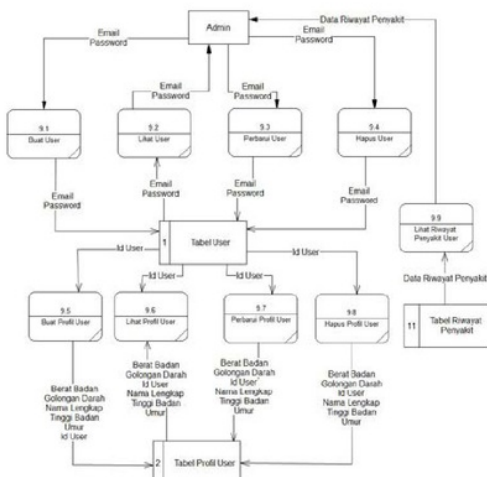 Admin
Data Riwayat Penyakit
Email
Password
Email
Password
Email
Password
Email
Password
9.1
Buat User
9.2
Lihat User
9.3
Perbarui User
9.4
Hapus User
Email
Password
Email
Password
Email
Password
Email
Password
9.9
Lihat Riwayat
Penyakit User
1
Tabel User
Id User
Id User
Id User
Id User
Data Riwayat Penyakit
9.5
Buat Profil User
9.6
Lihat Profil User
9.7
Perbarui Profil User
9.8
Hapus Profil User
11
Tabel Riwayat
Penyakit
Berat Badan
Golongan Darah
Nama Lengkap
Tinggi Badan
Umur
Id User
Berat Badan
Golongan Darah
Id User
Nama Lengkap
Tinggi Badan
Umur
Berat Badan
Golongan Darah
Id User
Nama Lengkap
Tinggi Badan
Umur
Berat Badan
Golongan Darah
Id User
Nama Lengkap
Tinggi Badan
Umur
2
Tabel Profil User